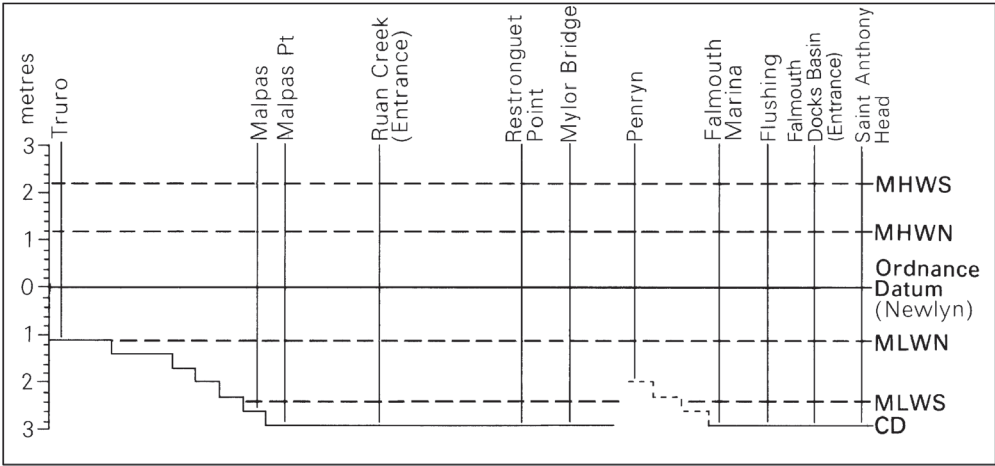 metres
Truro
Malpas
Malpas Pt
Ruan Creek
(Entrance)
Restronguet
Point
Mylor Bridge
Penryn
Falmouth
Marina
Flushing
Falmouth
Docks Basin
(Entrance)
Saint Anthony
Head
3
2
1
0
1
2
3
MHWS
MHWN
Ordnance
Datum
(Newlyn)
MLWN
MLWS
CD